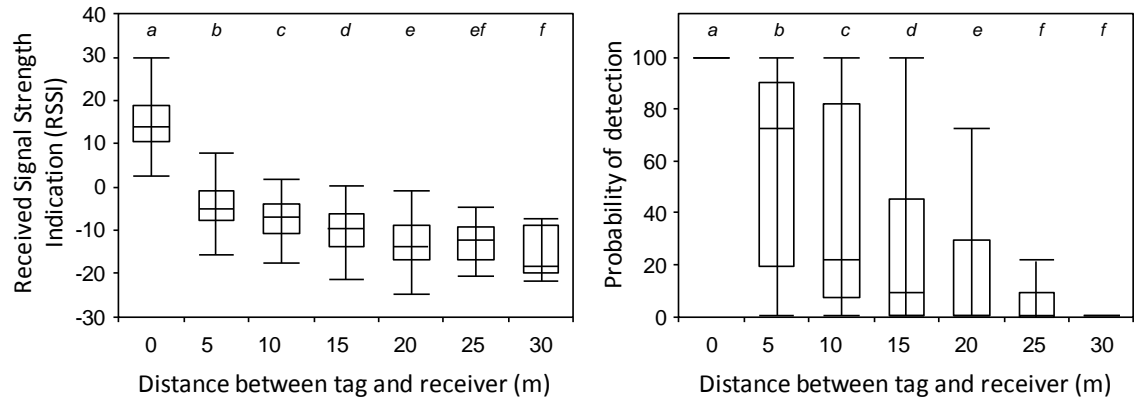 Received Signal Strength
Indication (RSSI)
40
30
20
10
0
-10
-20
-30
a b c d e ef f
0 5 10 15 20 25 30
Distance between tag and receiver (m)
Probability of detection
100
80
60
40
20
0
a b c d e f f
0 5 10 15 20 25 30
Distance between tag and receiver (m)